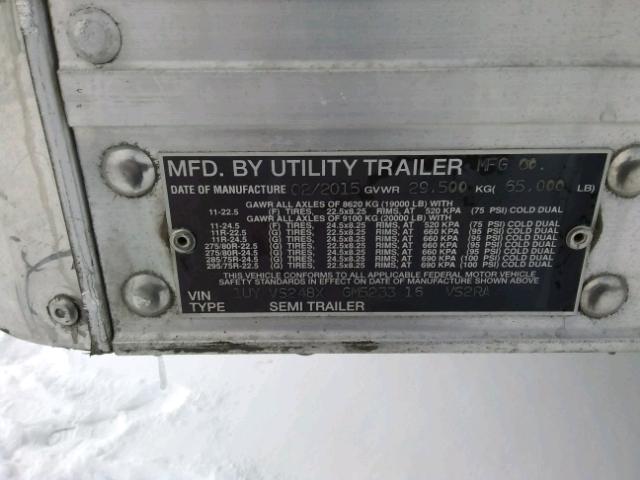 MFD. BY UTILITY TRAILER MFG CO.
DATE OF MANUFACTURE 02/2015 GVWR 29,500 KG( 65,000 LB)
GAWR ALL AXLES OF 8620 KG (19000 LB) WITH
11-22.5 (F) TIRES, 22.5x8.25 RIMS, AT 520 KPA (75 PSI) COLD DUAL
GAWR ALL AXLES OF 9100 KG (20000 LB) WITH
11-24.5 (F) TIRES, 24.5x8.25 RIMS, AT 520 KPA (75 PSI) COLD DUAL
11R-22.5 (G) TIRES, 22.5x8.25 RIMS, AT 660 KPA (95 PSI) COLD DUAL
11R-24.5 (G) TIRES, 24.5x8.25 RIMS, AT 660 KPA (95 PSI) COLD DUAL
275/80R-22.5 (G) TIRES, 22.5x8.25 RIMS, AT 660 KPA (95 PSI) COLD DUAL
275/80R-24.5 (G) TIRES, 24.5x8.25 RIMS, AT 660 KPA (95 PSI) COLD DUAL
295/75R-24.5 (G) TIRES, 24.5x8.25 RIMS, AT 690 KPA (100 PSI) COLD DUAL
295/75R-22.5 (G) TIRES, 22.5x8.25 RIMS, AT 690 KPA (100 PSI) COLD DUAL
THIS VEHICLE CONFORMS TO ALL APPLICABLE FEDERAL MOTOR VEHICLE
SAFETY STANDARDS IN EFFECT ON DATE OF MANUFACTURE SHOWN ABOVE
VIN 1UY VS248X GM5233 16 VS2RA
TYPE SEMI TRAILER